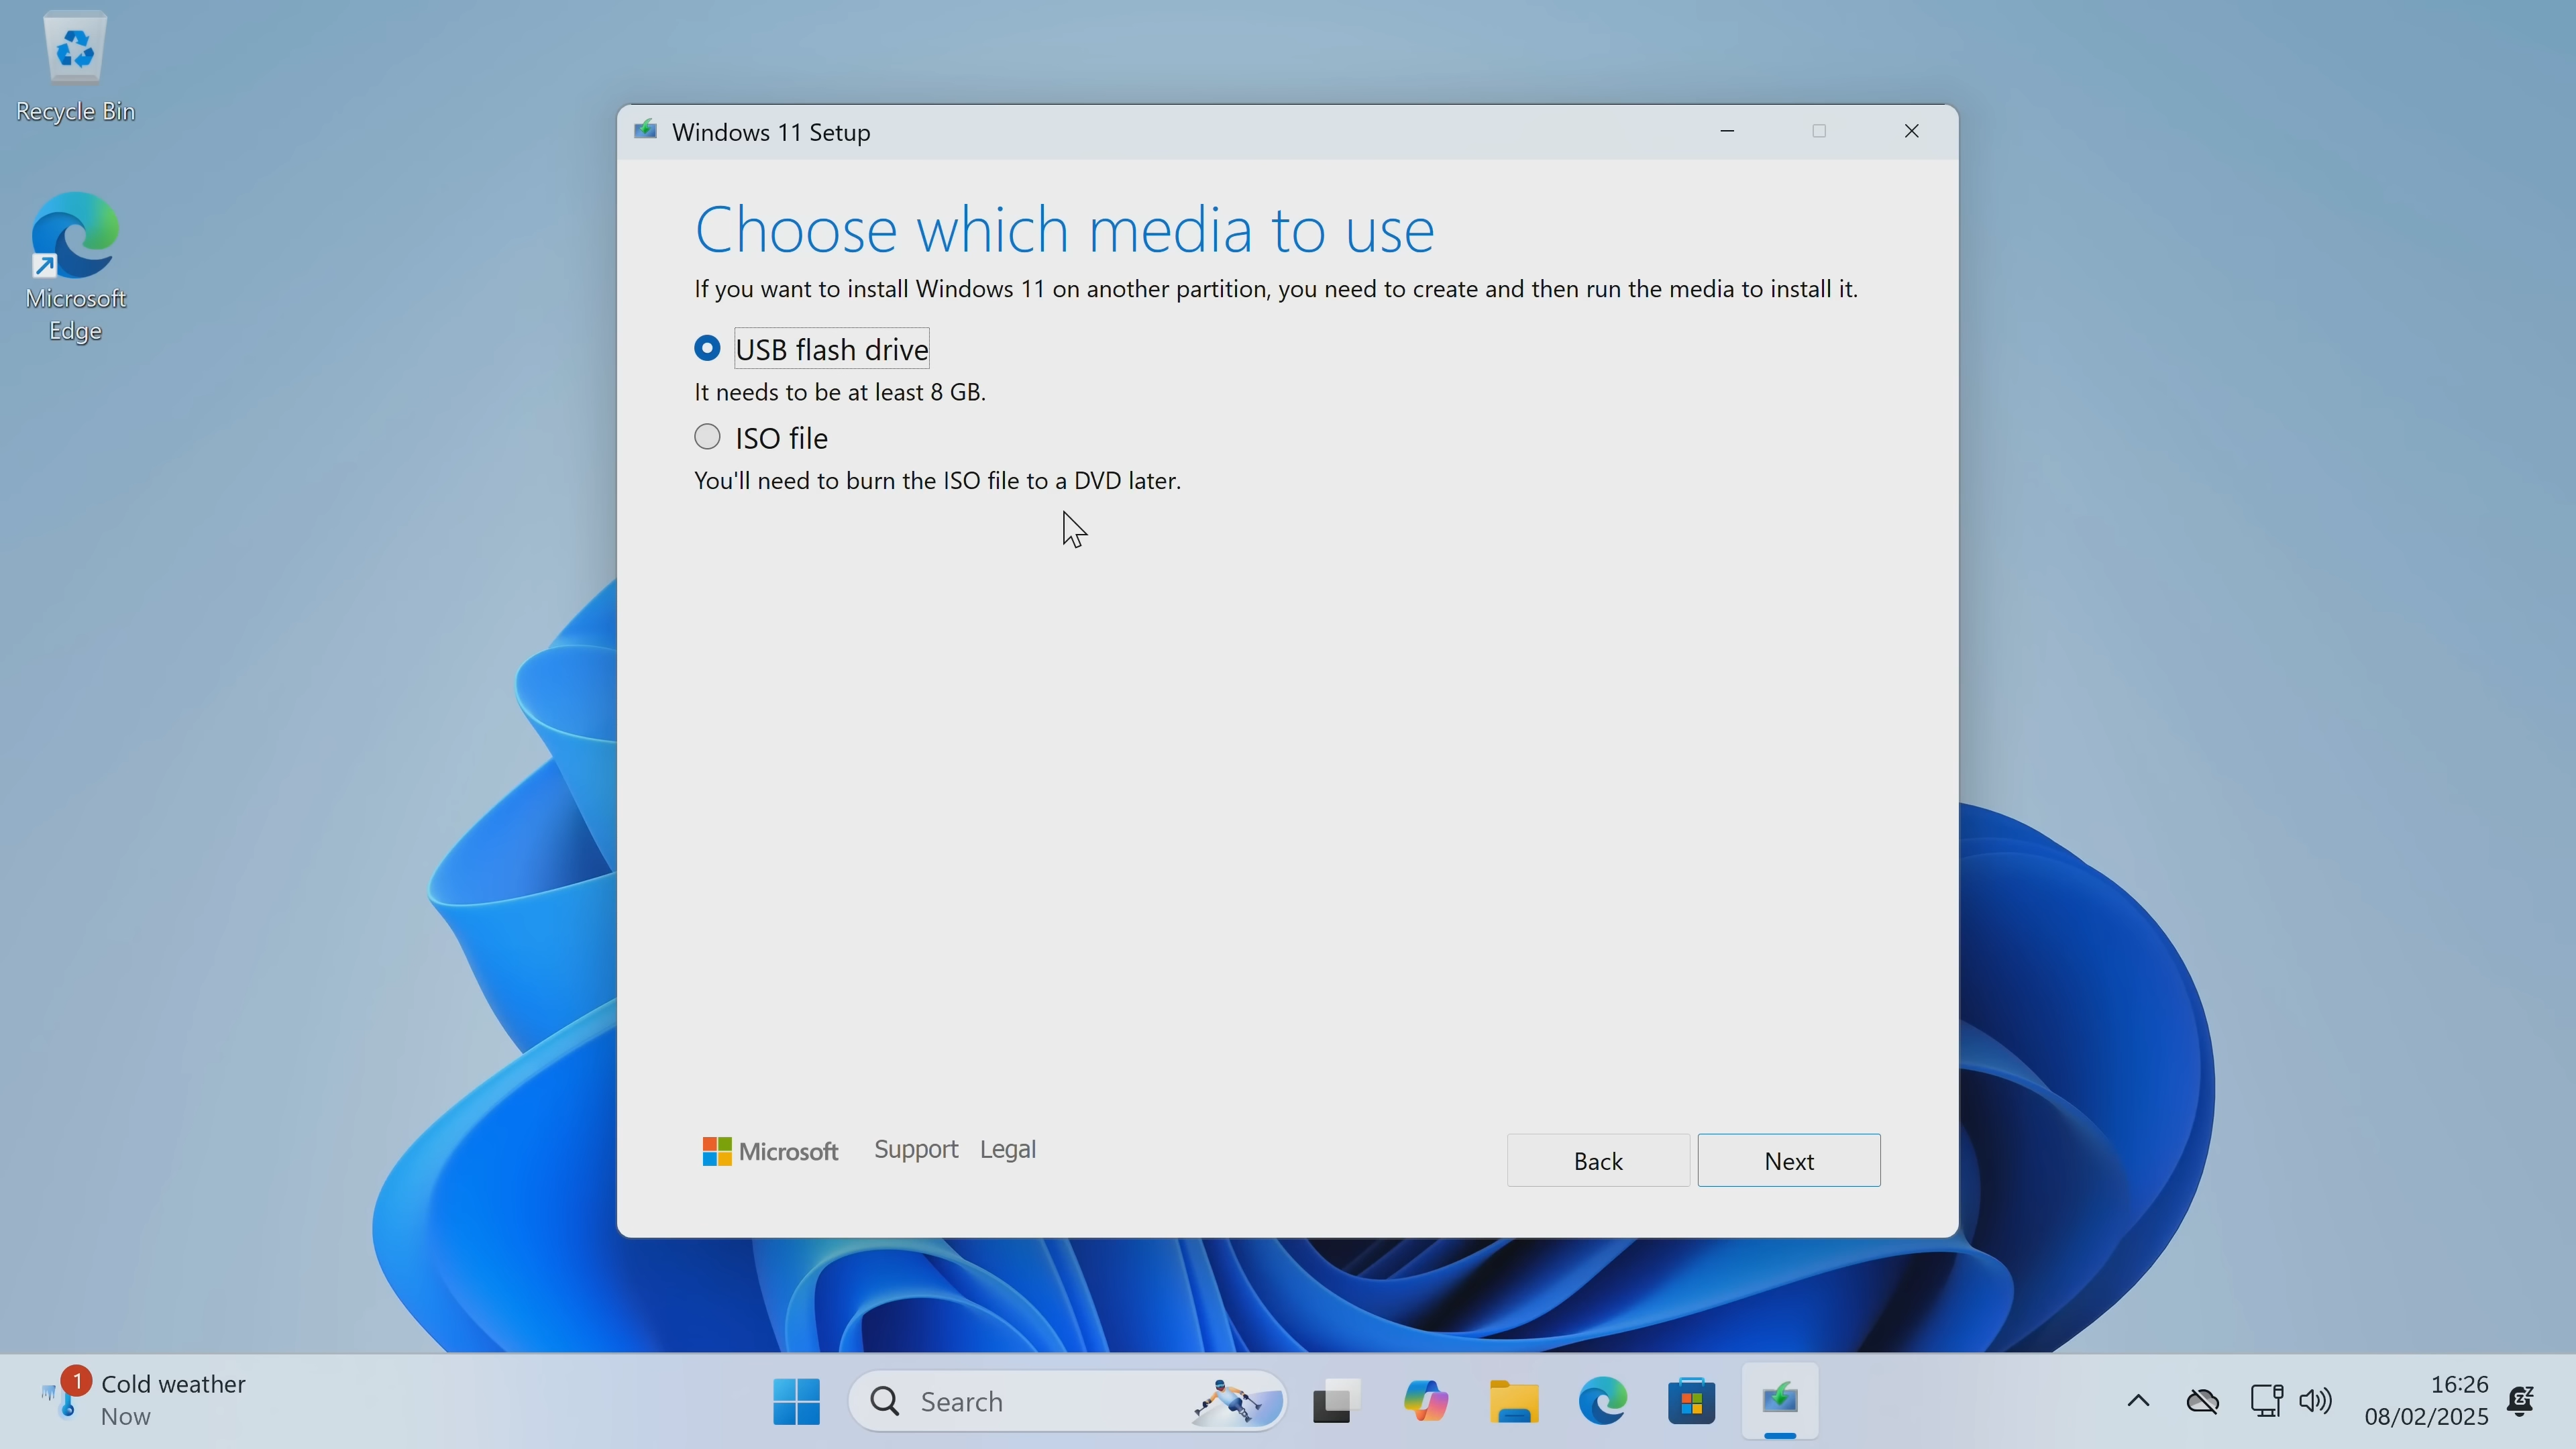 Recycle Bin
Microsoft
Edge
Windows 11 Setup
Choose which media to use
If you want to install Windows 11 on another partition, you need to create and then run the media to install it.
USB flash drive
It needs to be at least 8 GB.
ISO file
You'll need to burn the ISO file to a DVD later.
Microsoft
Support
Legal
Back
Next
1
Cold weather
Now
Search
16:26
08/02/2025